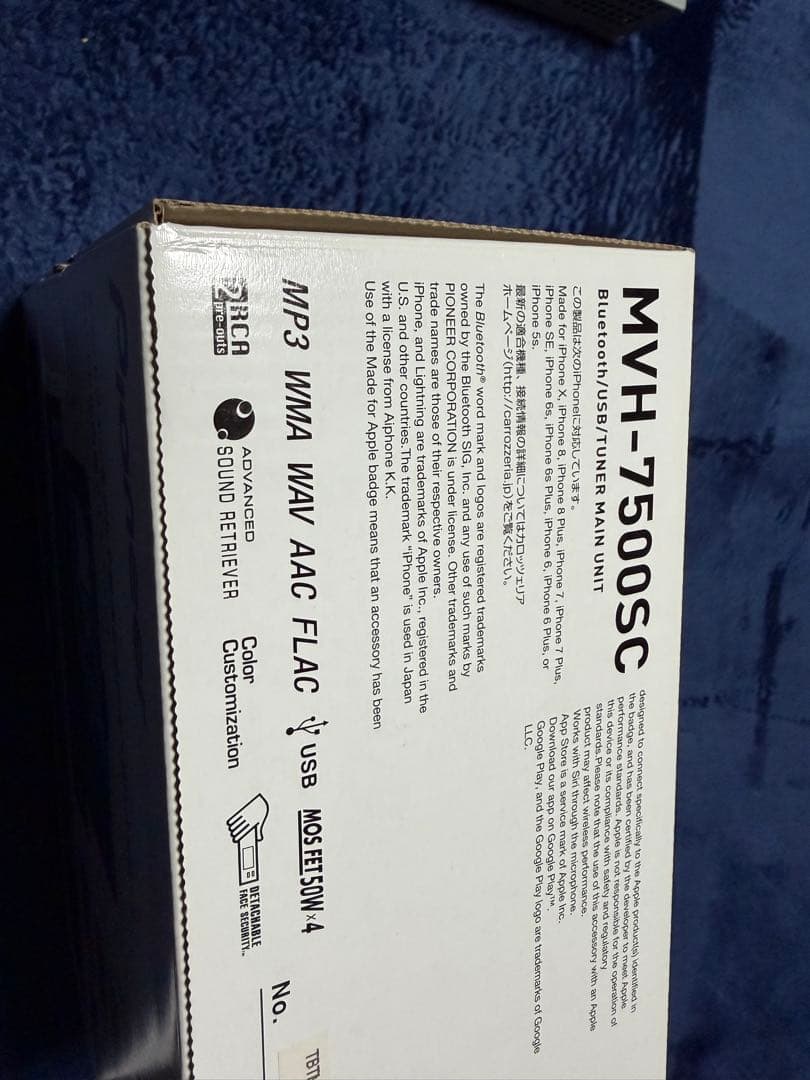 MVH-7500SC
Bluetooth/USB/TUNER MAIN UNIT
この製品は次のiPhoneに対応しています。
Made for iPhone X, iPhone 8, iPhone 8 Plus, iPhone 7, iPhone 7 Plus,
iPhone SE, iPhone 6s, iPhone 6s Plus, iPhone 6, iPhone 6 Plus, or
iPhone 5s.
最新の適合機種、接続情報の詳細についてはカロッツェリア
ホームページ(http://carrozzeria.jp)をご覧ください。
The Bluetooth® word mark and logos are registered trademarks
owned by the Bluetooth SIG, Inc. and any use of such marks by
PIONEER CORPORATION is under license. Other trademarks and
trade names are those of their respective owners.
iPhone, and Lightning are trademarks of Apple Inc., registered in the
U.S. and other countries.The trademark "iPhone" is used in Japan
with a license from Aiphone K.K.
Use of the Made for Apple badge means that an accessory has been
designed to connect specifically to the Apple product(s) identified in
the badge, and has been certified by the developer to meet Apple
performance standards. Apple is not responsible for the operation of
this device or its compliance with safety and regulatory
standards.Please note that the use of this accessory with an Apple
product may affect wireless performance.
Works with Siri through the microphone.
App Store is a service mark of Apple Inc.
Download our app on Google Play™.
Google Play, and the Google Play logo are trademarks of Google
LLC.
MP3 WMA WAV AAC FLAC USB MOS FET50W×4
2 RCA pre-outs
ADVANCED
SOUND RETRIEVER
Color
Customization
DETACHABLE
FACE SECURITY™
No.